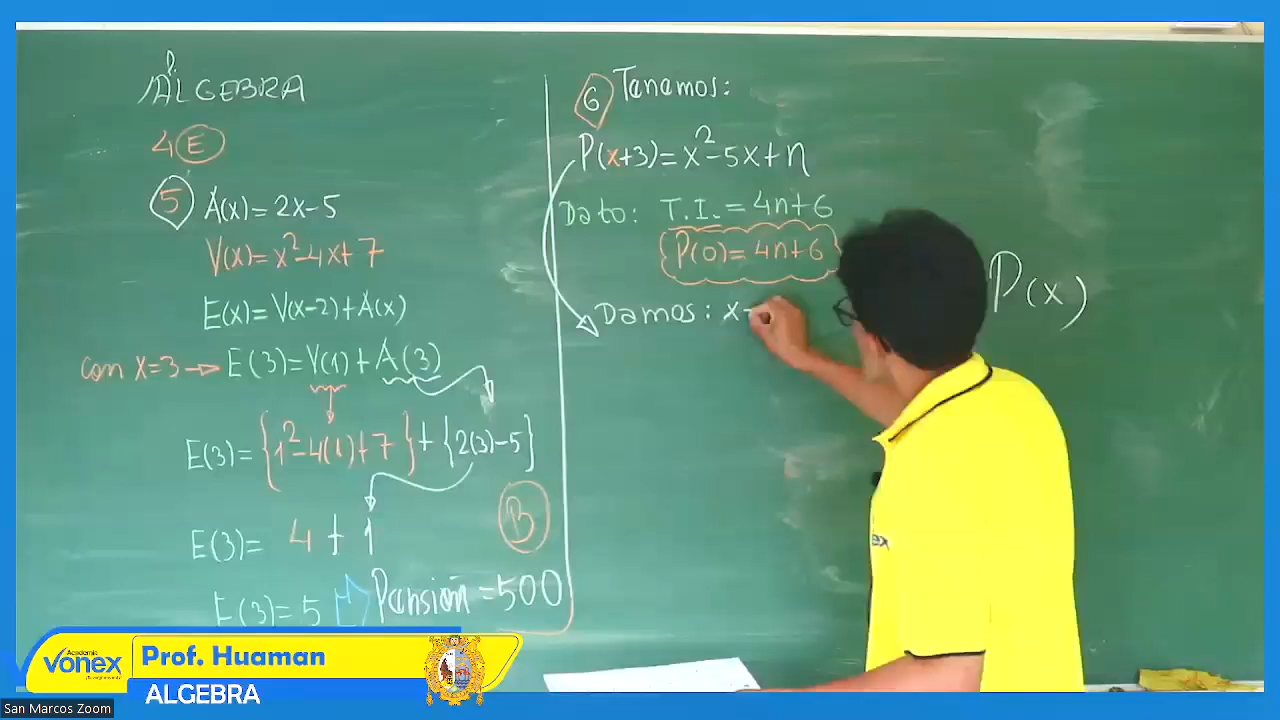 ALGEBRA
4 E
5 A(x)=2x-5
V(x)=x²-4x+7
E(x)=V(x-2)+A(x)
con x=3→ E(3)=V(1)+A(3)
E(3)={1²-4(1)+7}+{2(3)-5}
E(3)= 4 + 1
B
E(3)=5 Pensión=500
6 Tenemos:
P(x+3)=x²-5x+n
Dato: T.I.=4n+6
P(0)=4n+6
Damos: x+
P(x)
Academia
vonex
Prof. Huaman
ALGEBRA
San Marcos Zoom